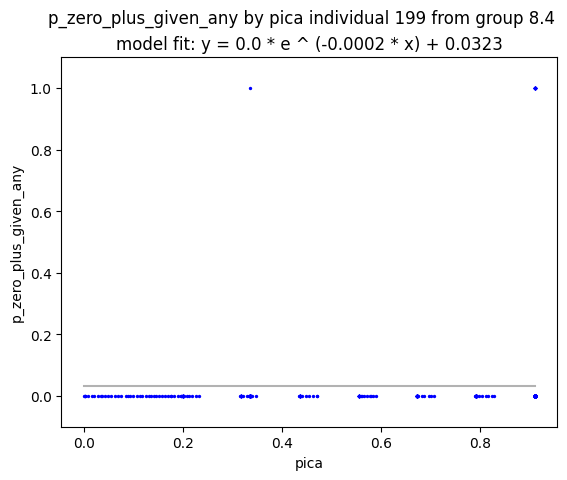 p_zero_plus_given_any by pica individual 199 from group 8.4
model fit: y = 0.0 * e ^ (-0.0002 * x) + 0.0323
1.0
0.8
0.6
0.4
0.2
0.0
p_zero_plus_given_any
0.0 0.2 0.4 0.6 0.8
pica